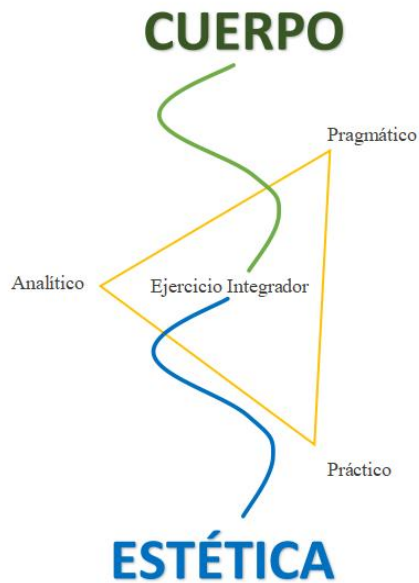 CUERPO
Pragmático
Analítico
Ejercicio Integrador
Práctico
ESTÉTICA